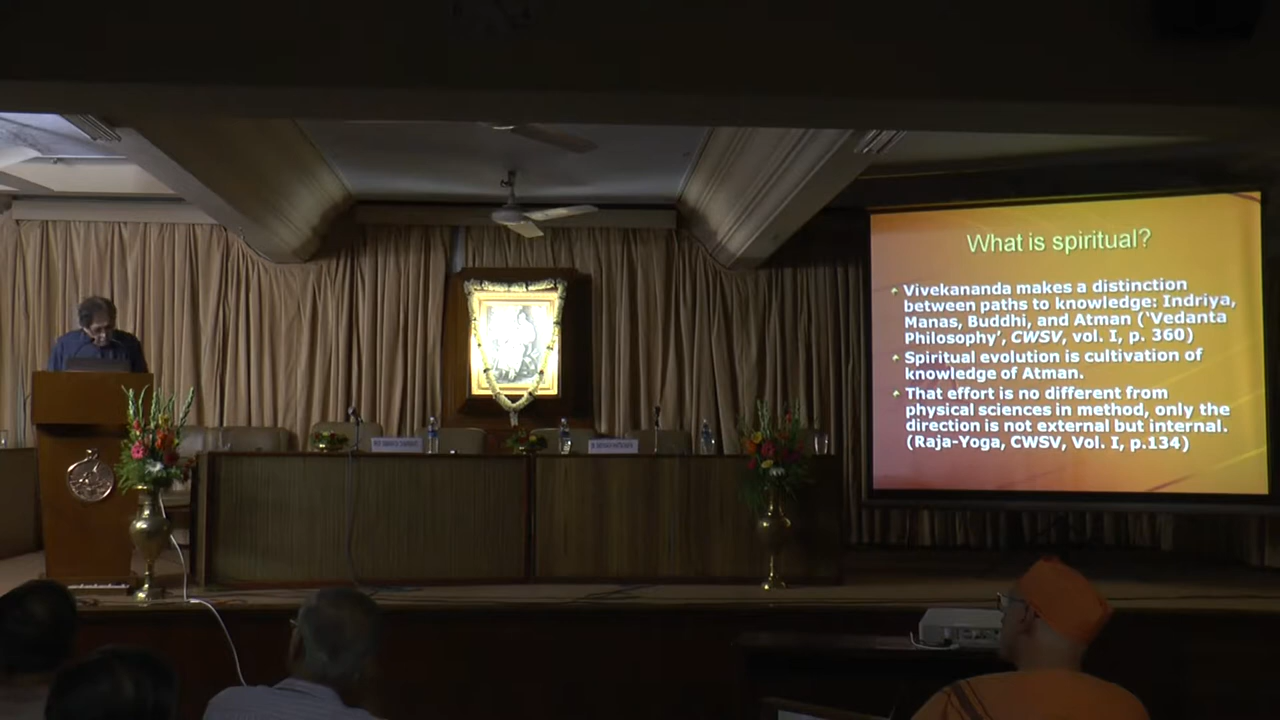 What is spiritual?
Vivekananda makes a distinction
between paths to knowledge: Indriya,
Manas, Buddhi, and Atman ('Vedanta
Philosophy', CWSV, vol. I, p. 360)
Spiritual evolution is cultivation of
knowledge of Atman.
That effort is no different from
physical sciences in method, only the
direction is not external but internal.
(Raja-Yoga, CWSV, Vol. I, p.134)